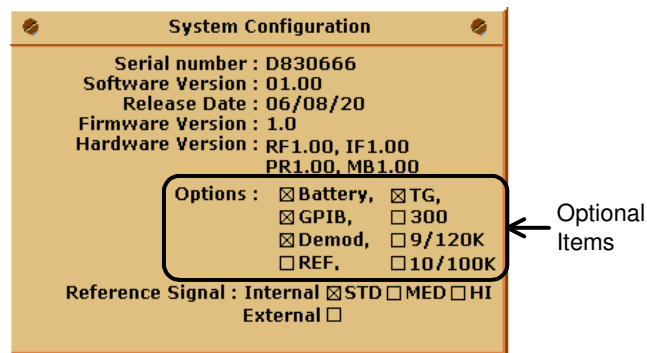 System Configuration
Serial number : D830666
Software Version : 01.00
Release Date : 06/08/20
Firmware Version : 1.0
Hardware Version : RF1.00, IF1.00
PR1.00, MB1.00
Options : ☒ Battery, ☒ TG,
☒ GPIB, ☐ 300
☒ Demod, ☐ 9/120K
☐ REF, ☐ 10/100K
Reference Signal : Internal ☒ STD ☐ MED ☐ HI
External ☐
Optional
Items